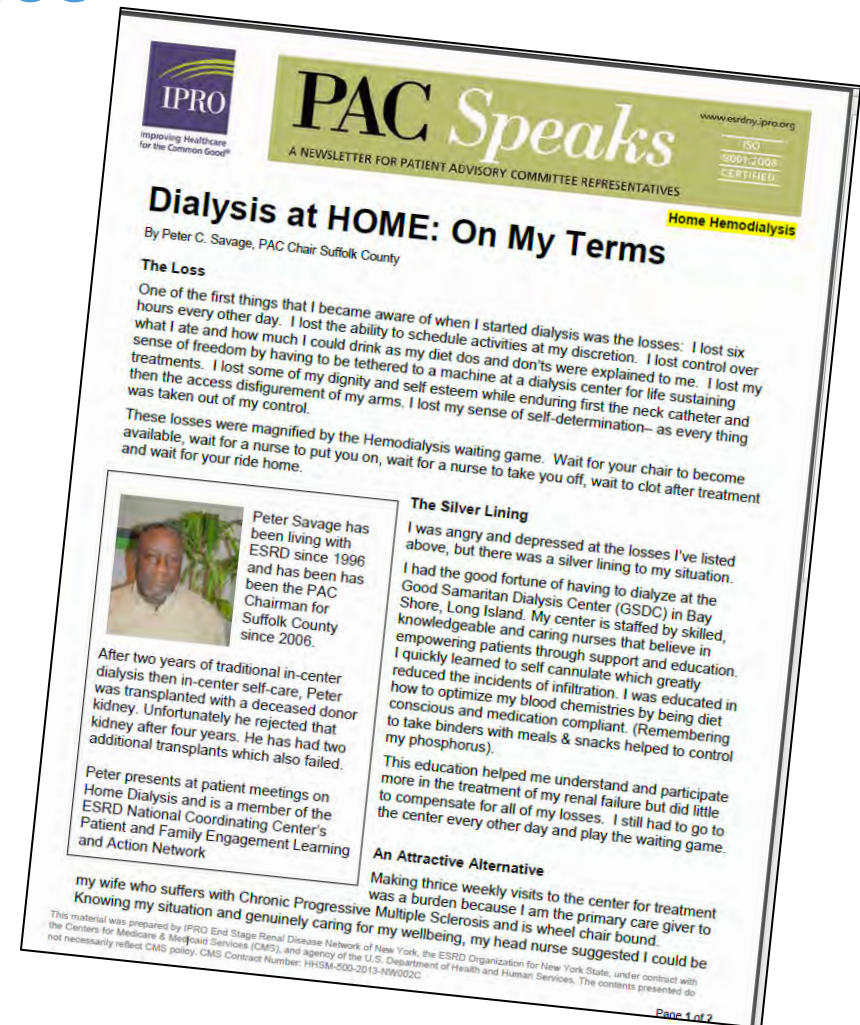 IPRO
Improving Healthcare
for the Common Good®
PAC Speaks
www.esrdny.ipro.org
ISO
9001:2008
CERTIFIED
A NEWSLETTER FOR PATIENT ADVISORY COMMITTEE REPRESENTATIVES
Home Hemodialysis
Dialysis at HOME: On My Terms
By Peter C. Savage, PAC Chair Suffolk County
The Loss
One of the first things that I became aware of when I started dialysis was the losses: I lost six
hours every other day. I lost the ability to schedule activities at my discretion. I lost control over
what I ate and how much I could drink as my diet dos and don'ts were explained to me. I lost my
sense of freedom by having to be tethered to a machine at a dialysis center for life sustaining
treatments. I lost some of my dignity and self esteem while enduring first the neck catheter and
then the access disfigurement of my arms. I lost my sense of self-determination– as every thing
was taken out of my control.
These losses were magnified by the Hemodialysis waiting game. Wait for your chair to become
available, wait for a nurse to put you on, wait for a nurse to take you off, wait to clot after treatment
and wait for your ride home.
Peter Savage has
been living with
ESRD since 1996
and has been has
been the PAC
Chairman for
Suffolk County
since 2006.
After two years of traditional in-center
dialysis then in-center self-care, Peter
was transplanted with a deceased donor
kidney. Unfortunately he rejected that
kidney after four years. He has had two
additional transplants which also failed.
Peter presents at patient meetings on
Home Dialysis and is a member of the
ESRD National Coordinating Center's
Patient and Family Engagement Learning
and Action Network
The Silver Lining
I was angry and depressed at the losses I've listed
above, but there was a silver lining to my situation.
I had the good fortune of having to dialyze at the
Good Samaritan Dialysis Center (GSDC) in Bay
Shore, Long Island. My center is staffed by skilled,
knowledgeable and caring nurses that believe in
empowering patients through support and education.
I quickly learned to self cannulate which greatly
reduced the incidents of infiltration. I was educated in
how to optimize my blood chemistries by being diet
conscious and medication compliant. (Remembering
to take binders with meals & snacks helped to control
my phosphorus).
This education helped me understand and participate
more in the treatment of my renal failure but did little
to compensate for all of my losses. I still had to go to
the center every other day and play the waiting game.
An Attractive Alternative
Making thrice weekly visits to the center for treatment
was a burden because I am the primary care giver to
my wife who suffers with Chronic Progressive Multiple Sclerosis and is wheel chair bound.
Knowing my situation and genuinely caring for my wellbeing, my head nurse suggested I could be
This material was prepared by IPRO End Stage Renal Disease Network of New York, the ESRD Organization for New York State, under contract with
the Centers for Medicare & Medicaid Services (CMS), and agency of the U.S. Department of Health and Human Services. The contents presented do
not necessarily reflect CMS policy. CMS Contract Number: HHSM-500-2013-NW002C
Page 1 of 2